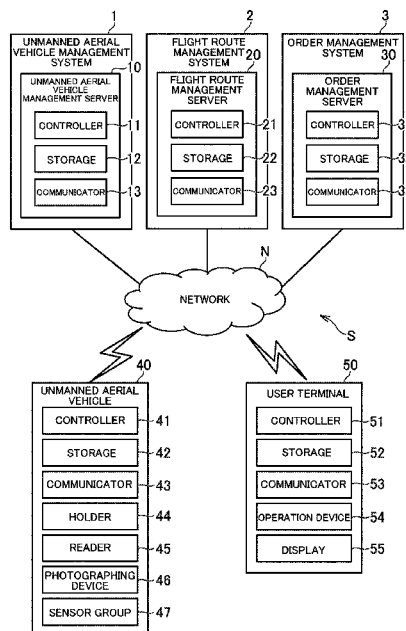 1
UNMANNED AERIAL
VEHICLE MANAGEMENT
SYSTEM
10
UNMANNED AERIAL
VEHICLE
MANAGEMENT SERVER
CONTROLLER
11
STORAGE
12
COMMUNICATOR
13
2
FLIGHT ROUTE
MANAGEMENT
SYSTEM
20
FLIGHT ROUTE
MANAGEMENT
SERVER
CONTROLLER
21
STORAGE
22
COMMUNICATOR
23
3
ORDER MANAGEMENT
SYSTEM
30
ORDER
MANAGEMENT
SERVER
CONTROLLER
3
STORAGE
3
COMMUNICATOR
3
N
NETWORK
S
40
UNMANNED AERIAL
VEHICLE
CONTROLLER
41
STORAGE
42
COMMUNICATOR
43
HOLDER
44
READER
45
PHOTOGRAPHING
DEVICE
46
SENSOR GROUP
47
50
USER TERMINAL
CONTROLLER
51
STORAGE
52
COMMUNICATOR
53
OPERATION DEVICE
54
DISPLAY
55